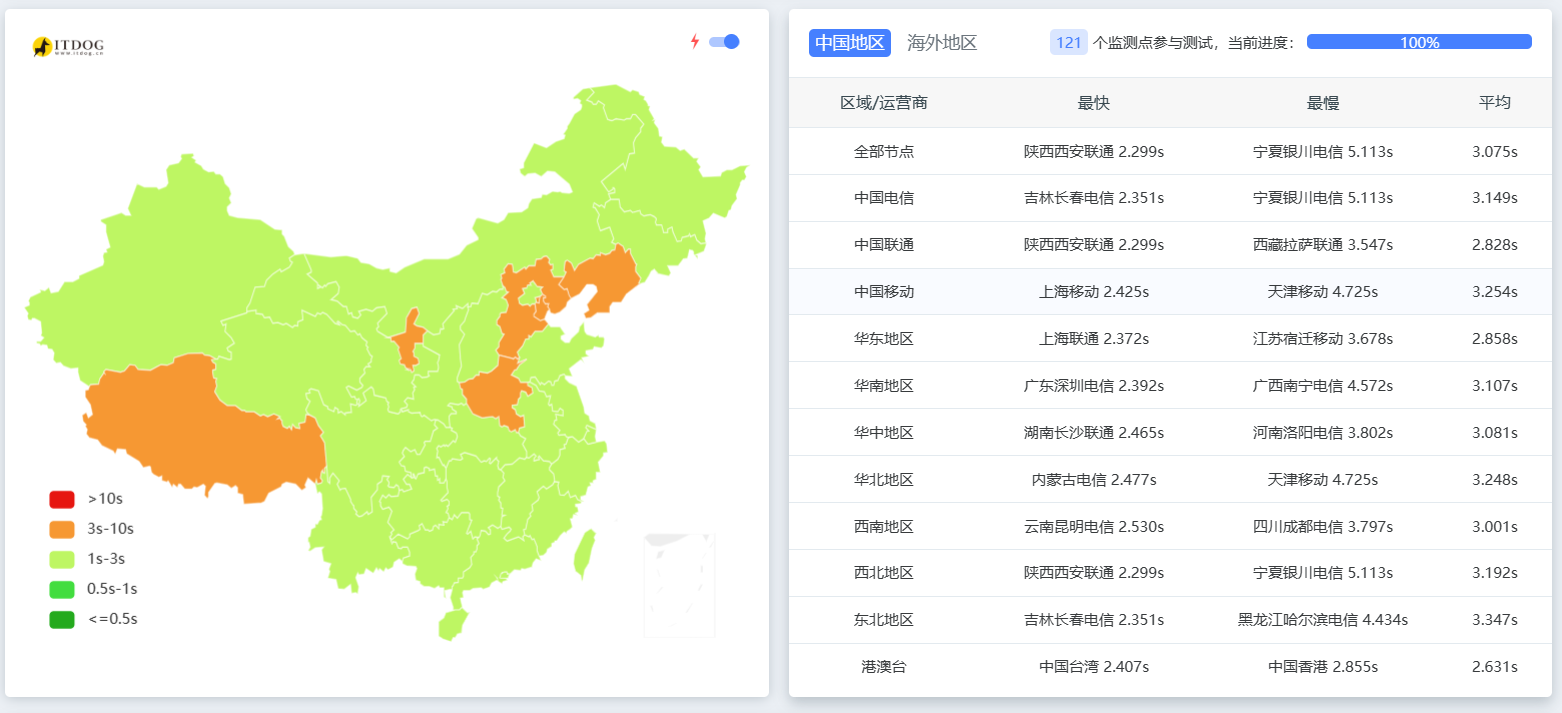 ITDOG
www.itdog.cn
>10s
3s-10s
1s-3s
0.5s-1s
<=0.5s
中国地区 海外地区 121 个监测点参与测试，当前进度： 100%
区域/运营商 最快 最慢 平均
全部节点 陕西西安联通 2.299s 宁夏银川电信 5.113s 3.075s
中国电信 吉林长春电信 2.351s 宁夏银川电信 5.113s 3.149s
中国联通 陕西西安联通 2.299s 西藏拉萨联通 3.547s 2.828s
中国移动 上海移动 2.425s 天津移动 4.725s 3.254s
华东地区 上海联通 2.372s 江苏宿迁移动 3.678s 2.858s
华南地区 广东深圳电信 2.392s 广西南宁电信 4.572s 3.107s
华中地区 湖南长沙联通 2.465s 河南洛阳电信 3.802s 3.081s
华北地区 内蒙古电信 2.477s 天津移动 4.725s 3.248s
西南地区 云南昆明电信 2.530s 四川成都电信 3.797s 3.001s
西北地区 陕西西安联通 2.299s 宁夏银川电信 5.113s 3.192s
东北地区 吉林长春电信 2.351s 黑龙江哈尔滨电信 4.434s 3.347s
港澳台 中国台湾 2.407s 中国香港 2.855s 2.631s